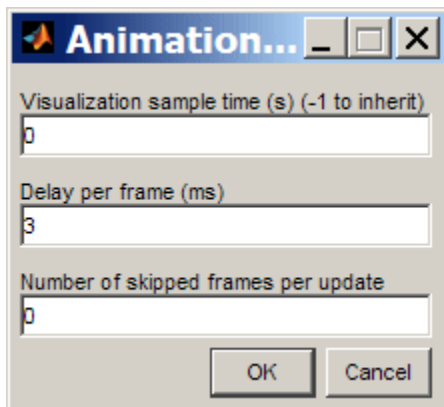 Animation...
Visualization sample time (s) (-1 to inherit)
0
Delay per frame (ms)
3
Number of skipped frames per update
0
OK Cancel